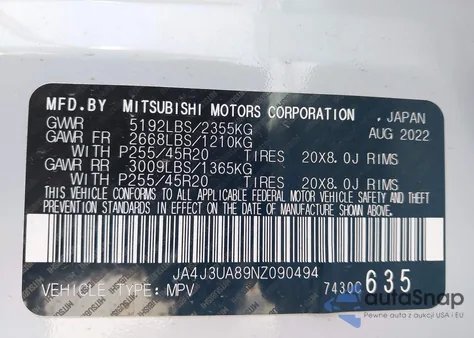 MFD.BY MITSUBISHI MOTORS CORPORATION , JAPAN
GVWR 5192LBS/2355KG AUG 2022
GAWR FR 2668LBS/1210KG
WITH P255/45R20 TIRES 20X8.0J RIMS
GAWR RR 3009LBS/1365KG
WITH P255/45R20 TIRES 20X8.0J RIMS
THIS VEHICLE CONFORMS TO ALL APPLICABLE FEDERAL
MOTOR VEHICLE SAFETY, BUMPER, AND THEFT
PREVENTION STANDARDS IN EFFECT ON THE DATE OF MANUFACTURE SHOWN ABOVE.
JA4J3UA89NZ090494
VEHICLE TYPE: MPV 7430C 635
autoSnap
Pewne auta z aukcji USA i EU